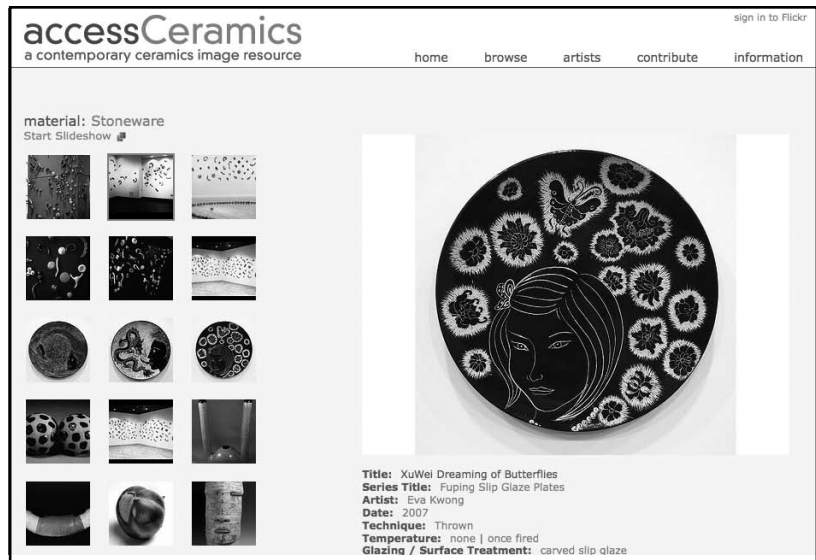 sign in to Flickr
accessCeramics
a contemporary ceramics image resource
home browse artists contribute information
material: Stoneware
Start Slideshow
Title: XuWei Dreaming of Butterflies
Series Title: Fuping Slip Glaze Plates
Artist: Eva Kwong
Date: 2007
Technique: Thrown
Temperature: none | once fired
Glazing / Surface Treatment: carved slip glaze